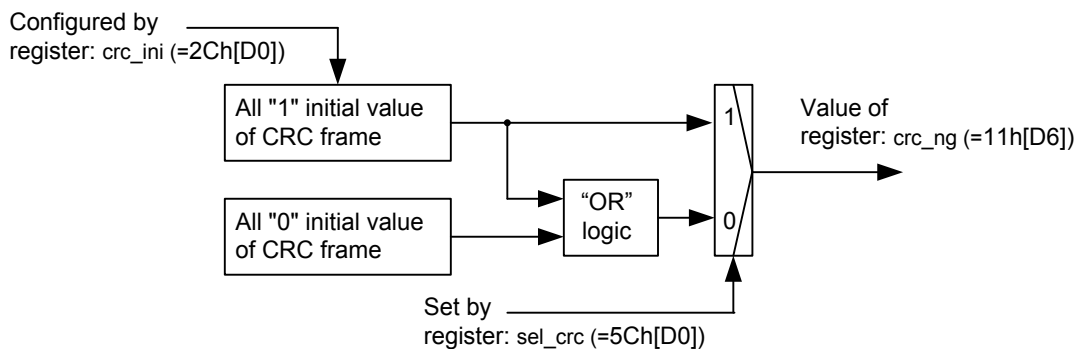 Configured by
register: crc_ini (=2Ch[D0])
All "1" initial value
of CRC frame
1
Value of
register: crc_ng (=11h[D6])
All "0" initial value
of CRC frame
“OR”
logic
0
Set by
register: sel_crc (=5Ch[D0])